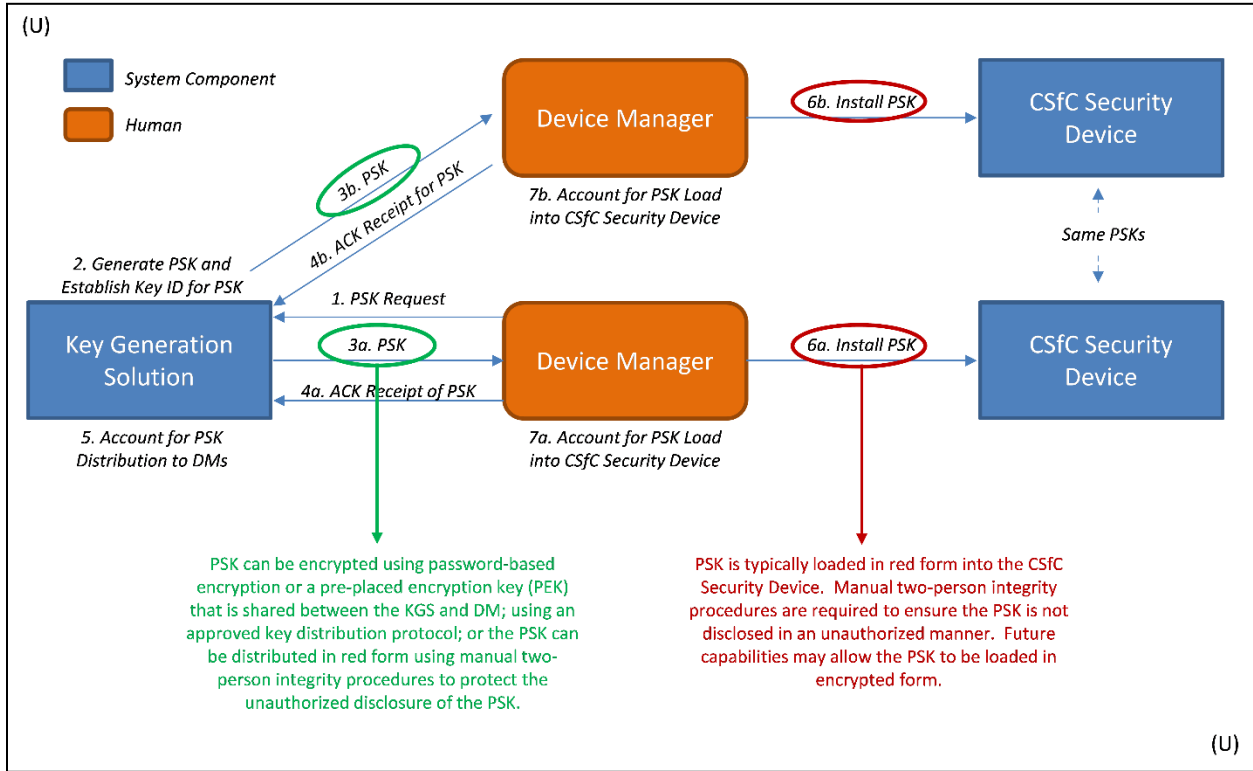 (U)
System Component
Human
Device Manager
6b. Install PSK
CSfC Security
Device
3b. PSK
4b. ACK Receipt for PSK
7b. Account for PSK Load
into CSfC Security Device
Same PSKs
2. Generate PSK and
Establish Key ID for PSK
1. PSK Request
Key Generation
Solution
3a. PSK
Device Manager
6a. Install PSK
CSfC Security
Device
4a. ACK Receipt of PSK
5. Account for PSK
Distribution to DMs
7a. Account for PSK Load
into CSfC Security Device
PSK can be encrypted using password-based
encryption or a pre-placed encryption key (PEK)
that is shared between the KGS and DM; using an
approved key distribution protocol; or the PSK can
be distributed in red form using manual two-
person integrity procedures to protect the
unauthorized disclosure of the PSK.
PSK is typically loaded in red form into the CSfC
Security Device.  Manual two-person integrity
procedures are required to ensure the PSK is not
disclosed in an unauthorized manner.  Future
capabilities may allow the PSK to be loaded in
encrypted form.
(U)